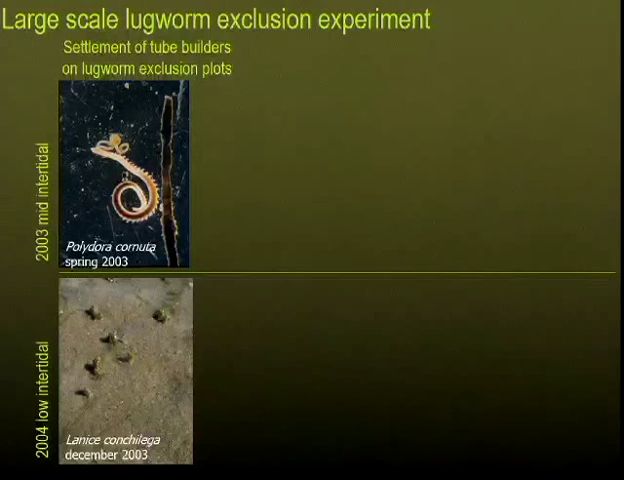 Large scale lugworm exclusion experiment
Settlement of tube builders
on lugworm exclusion plots
2003 mid intertidal
Polydora cornuta
spring 2003
2004 low intertidal
Lanice conchilega
december 2003